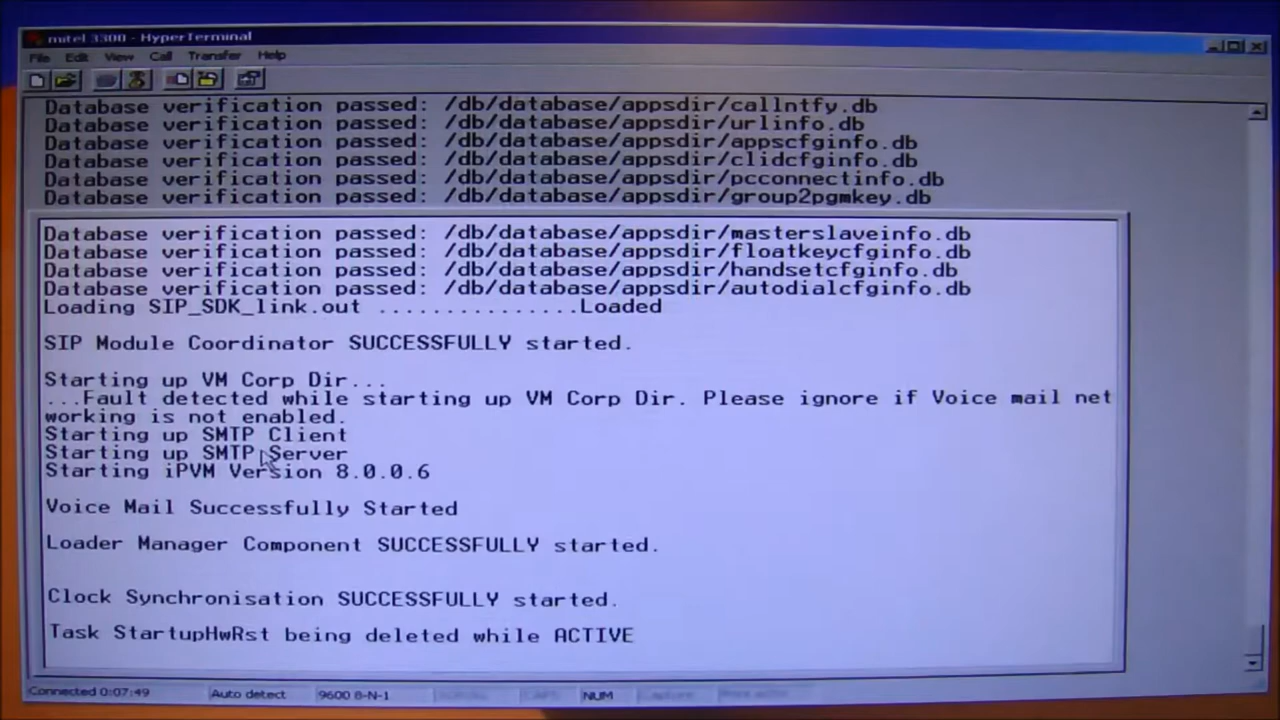 mitel 3300 - HyperTerminal
File Edit View Call Transfer Help
Database verification passed: /db/database/appsdir/callntfy.db
Database verification passed: /db/database/appsdir/urlinfo.db
Database verification passed: /db/database/appsdir/appscfginfo.db
Database verification passed: /db/database/appsdir/clidcfginfo.db
Database verification passed: /db/database/appsdir/pcconnectinfo.db
Database verification passed: /db/database/appsdir/group2pgmkey.db
Database verification passed: /db/database/appsdir/masterslaveinfo.db
Database verification passed: /db/database/appsdir/floatkeycfginfo.db
Database verification passed: /db/database/appsdir/handsetcfginfo.db
Database verification passed: /db/database/appsdir/autodialcfginfo.db
Loading SIP_SDK_link.out ...............Loaded
SIP Module Coordinator SUCCESSFULLY started.
Starting up VM Corp Dir...
...Fault detected while starting up VM Corp Dir. Please ignore if Voice mail net
working is not enabled.
Starting up SMTP Client
Starting up SMTP Server
Starting iPVM Version 8.0.0.6
Voice Mail Successfully Started
Loader Manager Component SUCCESSFULLY started.
Clock Synchronisation SUCCESSFULLY started.
Task StartupHwRst being deleted while ACTIVE
Connected 0:07:49 Auto detect 9600 8-N-1 CAPS NUM Capture Print echo